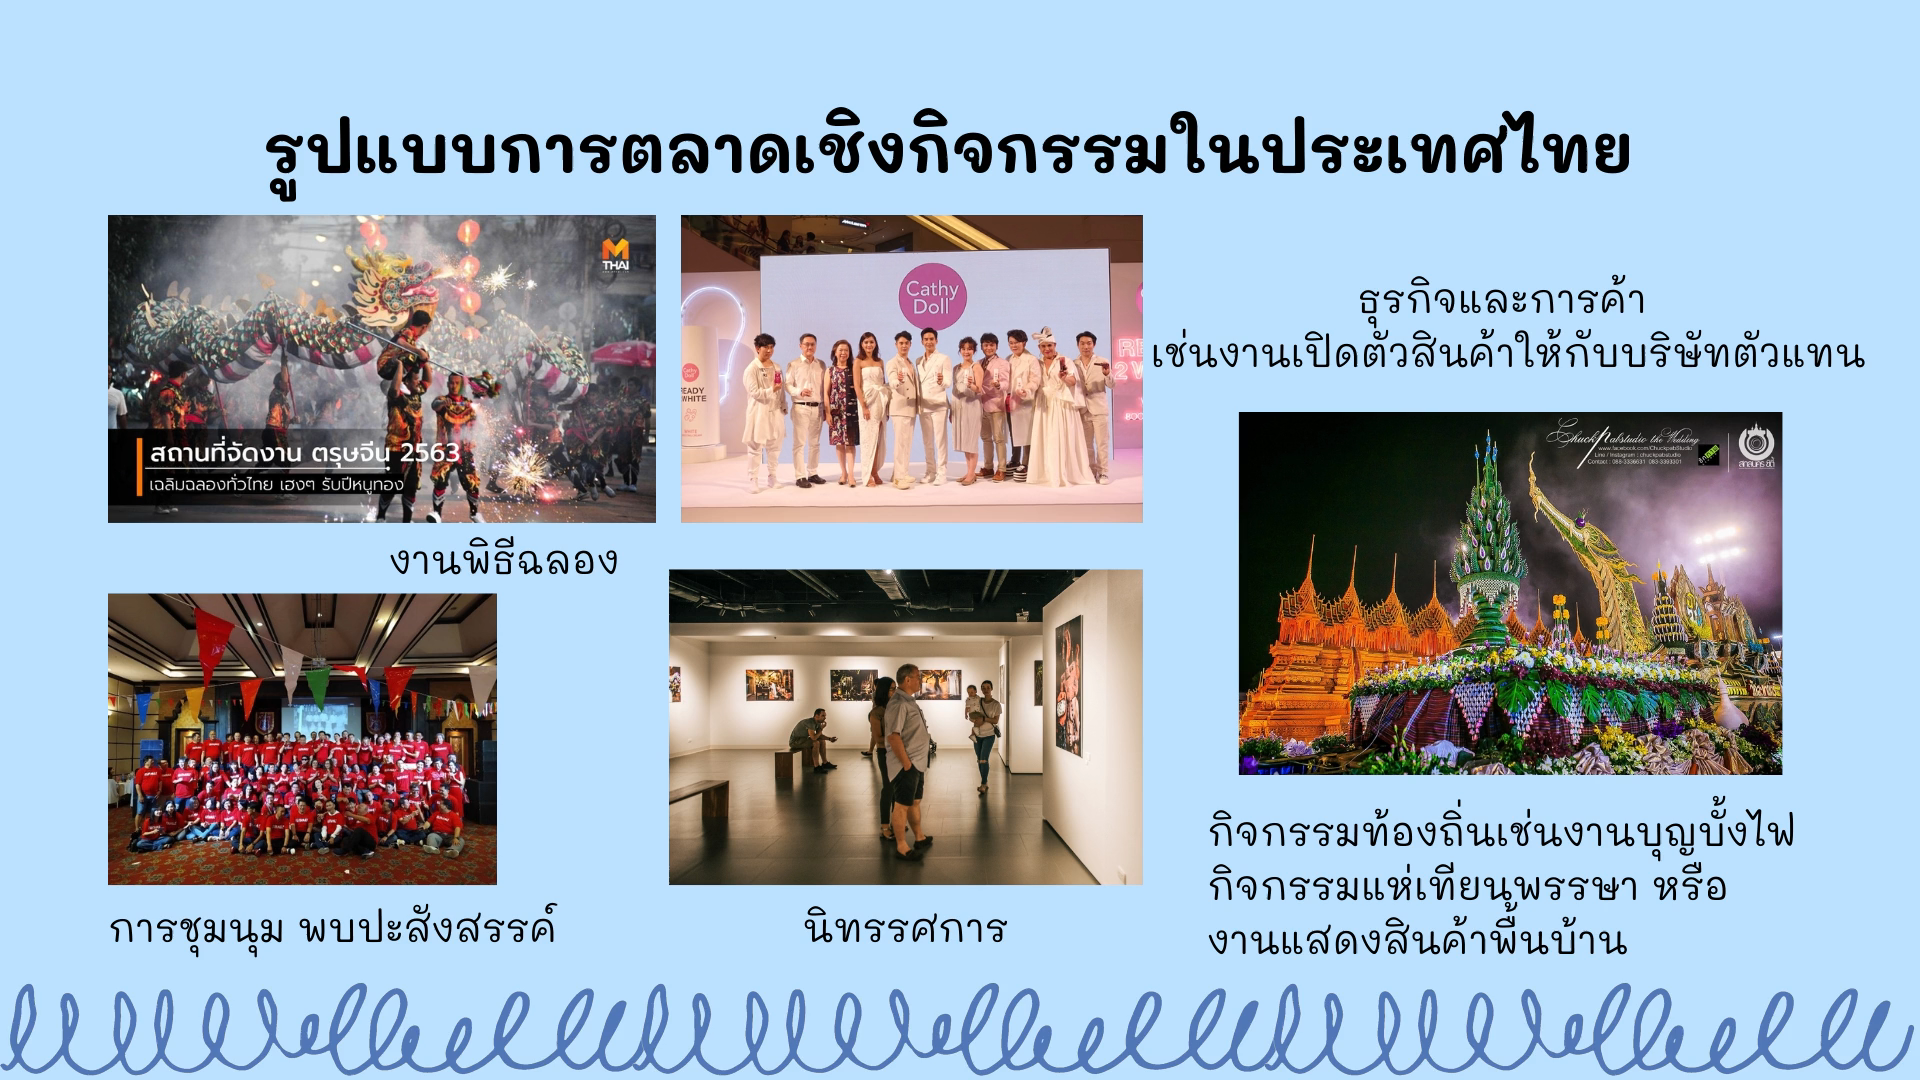 รูปแบบการตลาดเชิงกิจกรรมในประเทศไทย
M
THAI
สถานที่จัดงาน ตรุษจีน 2563
เฉลิมฉลองทั่วไทย เฮงๆ รับปีหนูทอง
งานพิธีฉลอง
Cathy
Doll
ธุรกิจและการค้า
เช่นงานเปิดตัวสินค้าให้กับบริษัทตัวแทน
Chuckpabstudio the Wedding
การชุมนุม พบปะสังสรรค์
นิทรรศการ
กิจกรรมท้องถิ่นเช่นงานบุญบั้งไฟ
กิจกรรมแห่เทียนพรรษา หรือ
งานแสดงสินค้าพื้นบ้าน